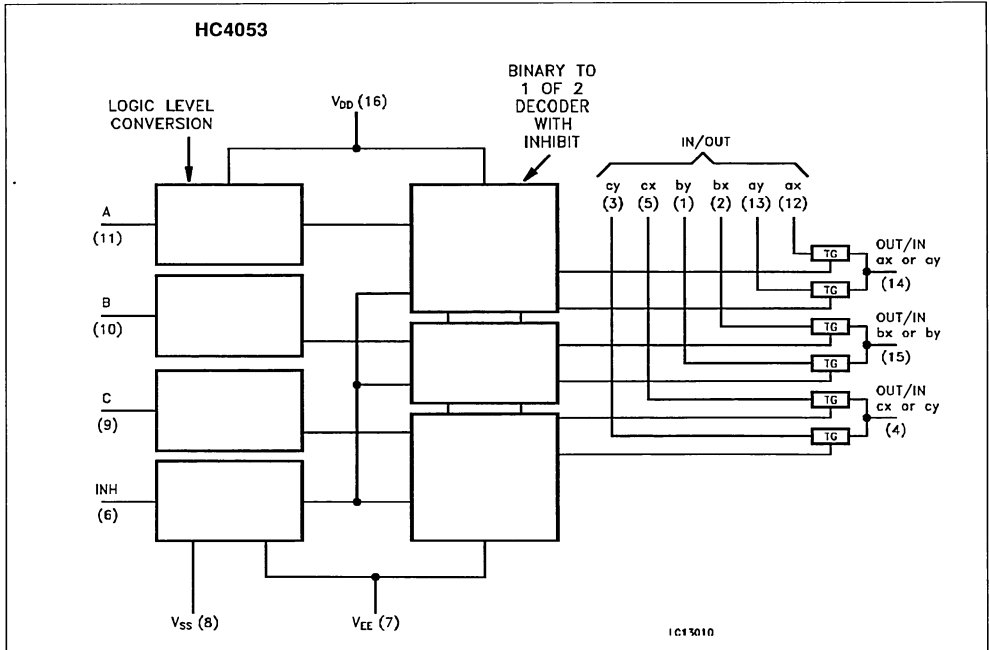 HC4053
BINARY TO
1 OF 2
DECODER
WITH
INHIBIT
LOGIC LEVEL
CONVERSION
VDD (16)
IN/OUT
cy
(3)
cx
(5)
by
(1)
bx
(2)
ay
(13)
ax
(12)
A
(11)
B
(10)
C
(9)
INH
(6)
TG
TG
TG
TG
TG
TG
OUT/IN
ax or ay
(14)
OUT/IN
bx or by
(15)
OUT/IN
cx or cy
(4)
VSS (8)
VEE (7)
LC13010